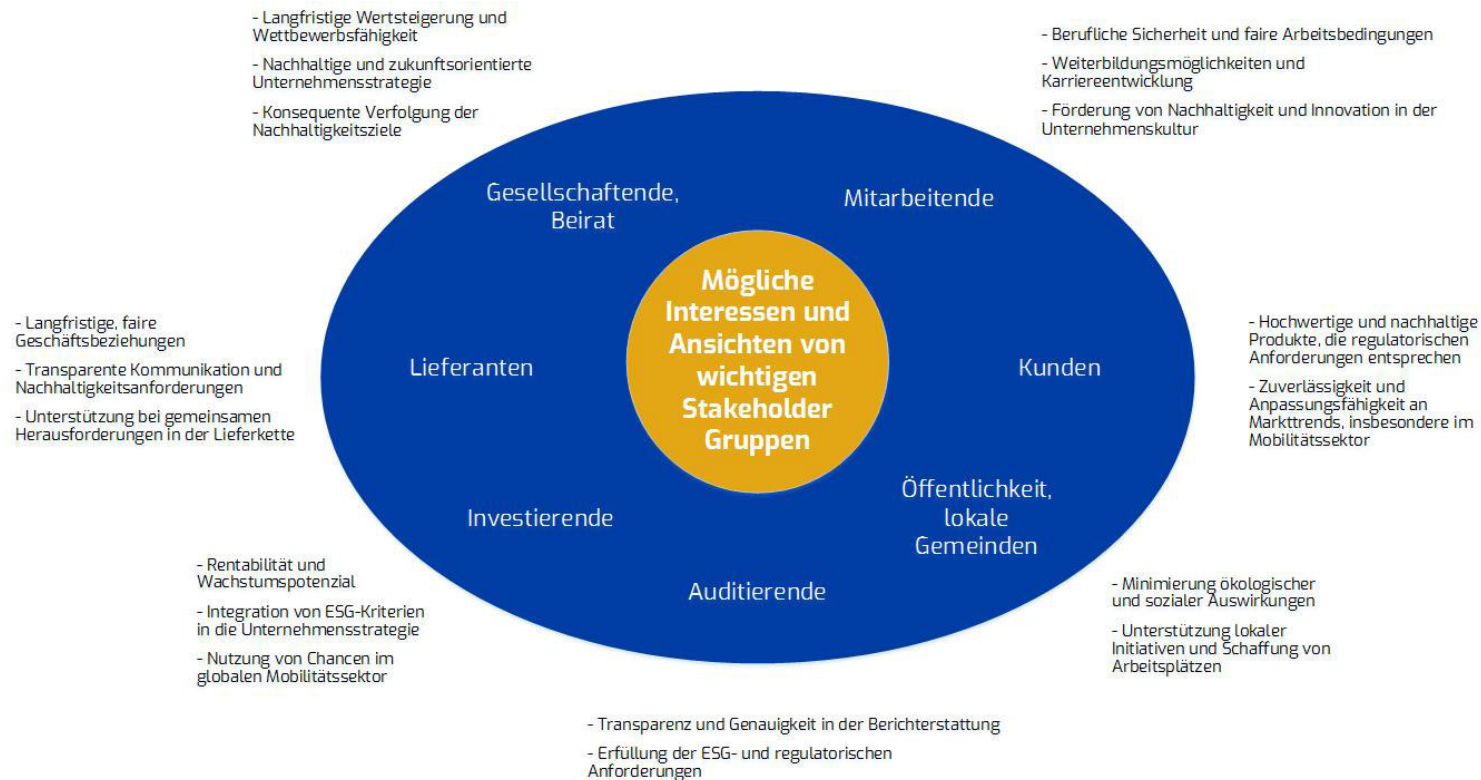 - Langfristige Wertsteigerung und
Wettbewerbsfähigkeit
- Nachhaltige und zukunftsorientierte
Unternehmensstrategie
- Konsequente Verfolgung der
Nachhaltigkeitsziele
- Berufliche Sicherheit und faire Arbeitsbedingungen
- Weiterbildungsmöglichkeiten und
Karriereentwicklung
- Förderung von Nachhaltigkeit und Innovation in der
Unternehmenskultur
Gesellschaftende,
Beirat
Mitarbeitende
Mögliche
Interessen und
Ansichten von
wichtigen
Stakeholder
Gruppen
- Langfristige, faire
Geschäftsbeziehungen
- Transparente Kommunikation und
Nachhaltigkeitsanforderungen
- Unterstützung bei gemeinsamen
Herausforderungen in der Lieferkette
Lieferanten
Kunden
- Hochwertige und nachhaltige
Produkte, die regulatorischen
Anforderungen entsprechen
- Zuverlässigkeit und
Anpassungsfähigkeit an
Markttrends, insbesondere im
Mobilitätssektor
Investierende
Öffentlichkeit,
lokale
Gemeinden
Auditierende
- Rentabilität und
Wachstumspotenzial
- Integration von ESG-Kriterien
in die Unternehmensstrategie
- Nutzung von Chancen im
globalen Mobilitätssektor
- Minimierung ökologischer
und sozialer Auswirkungen
- Unterstützung lokaler
Initiativen und Schaffung von
Arbeitsplätzen
- Transparenz und Genauigkeit in der Berichterstattung
- Erfüllung der ESG- und regulatorischen
Anforderungen